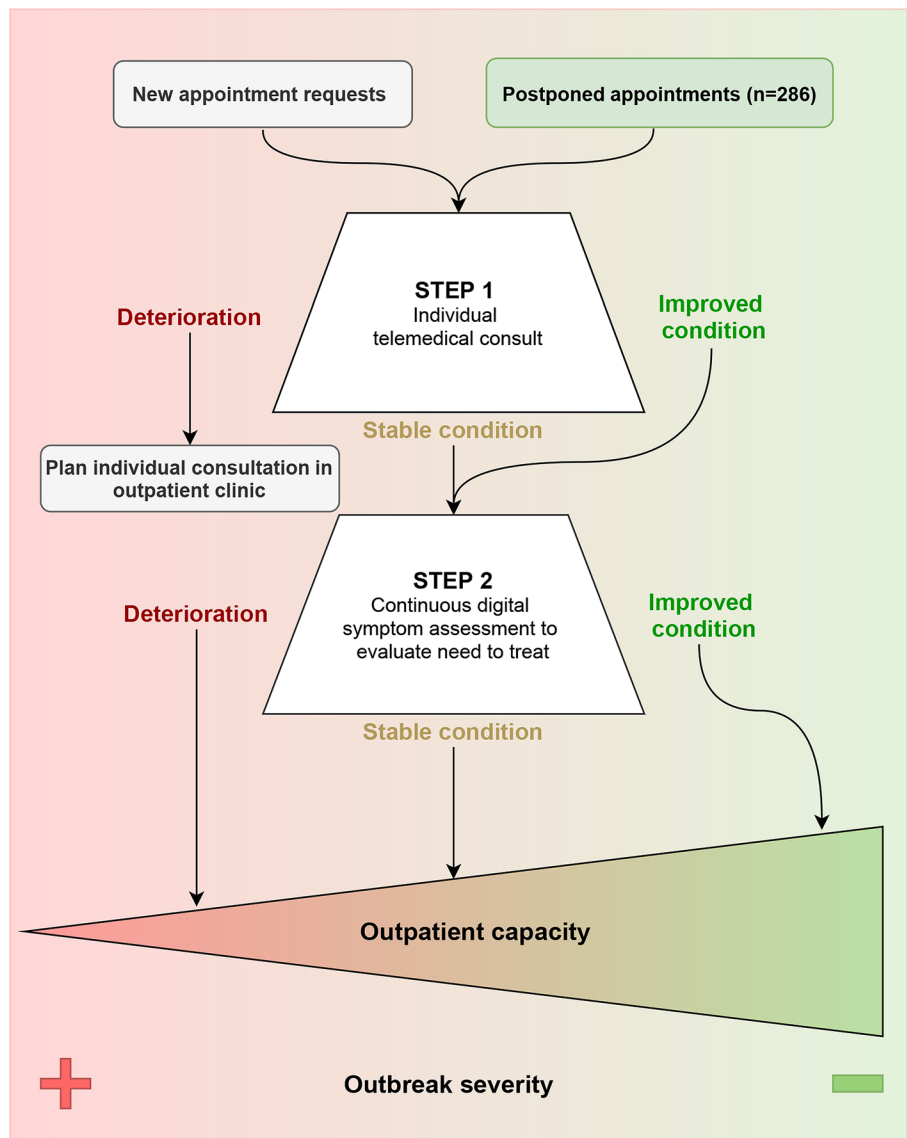 New appointment requests
Postponed appointments (n=286)
STEP 1
Individual
telemedical consult
Deterioration
Improved
condition
Stable condition
Plan individual consultation in
outpatient clinic
STEP 2
Continuous digital
symptom assessment to
evaluate need to treat
Deterioration
Improved
condition
Stable condition
Outpatient capacity
Outbreak severity